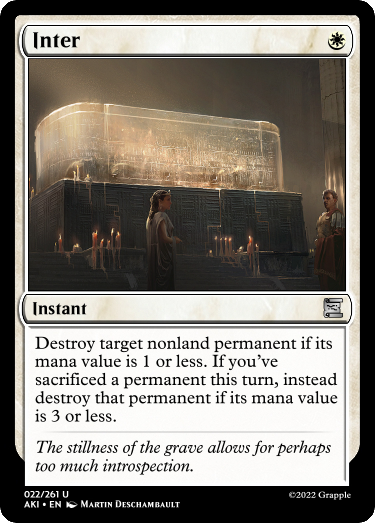 Inter
Instant
Destroy target nonland permanent if its
mana value is 1 or less. If you've
sacrificed a permanent this turn, instead
destroy that permanent if its mana value
is 3 or less.
The stillness of the grave allows for perhaps
too much introspection.
022/261 U
AKI • EN Martin Deschambault
©2022 Grapple